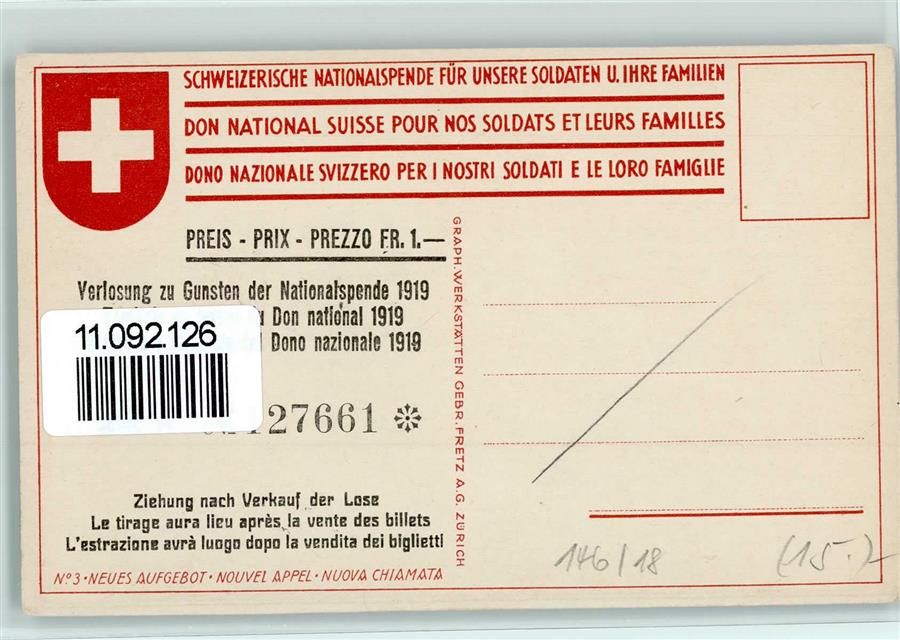 SCHWEIZERISCHE NATIONALSPENDE FÜR UNSERE SOLDATEN U. IHRE FAMILIEN
DON NATIONAL SUISSE POUR NOS SOLDATS ET LEURS FAMILLES
DONO NAZIONALE SVIZZERO PER I NOSTRI SOLDATI E LE LORO FAMIGLIE
PREIS - PRIX - PREZZO FR. 1.—
Verlosung zu Gunsten der Nationalspende 1919
Don national 1919
Dono nazionale 1919
11.092.126
27661
Ziehung nach Verkauf der Lose
Le tirage aura lieu après la vente des billets
L'estrazione avrà luogo dopo la vendita dei biglietti
Nº 3 • NEUES AUFGEBOT • NOUVEL APPEL • NUOVA CHIAMATA
GRAPH. WERKSTÄTTEN GEBR. FRETZ A.G. ZÜRICH
146/18
(15.-)